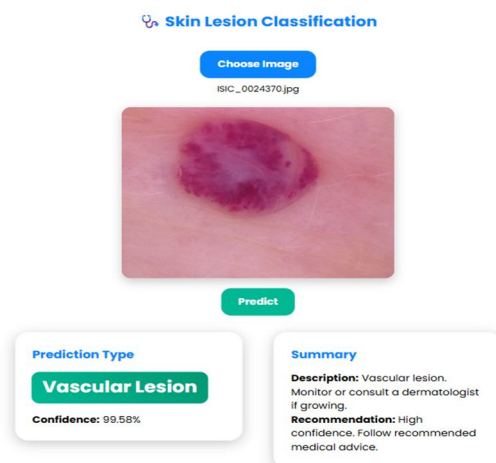 Skin Lesion Classification
Choose Image
ISIC_0024370.jpg
Predict
Prediction Type
Vascular Lesion
Confidence: 99.58%
Summary
Description: Vascular lesion.
Monitor or consult a dermatologist
if growing.
Recommendation: High
confidence. Follow recommended
medical advice.